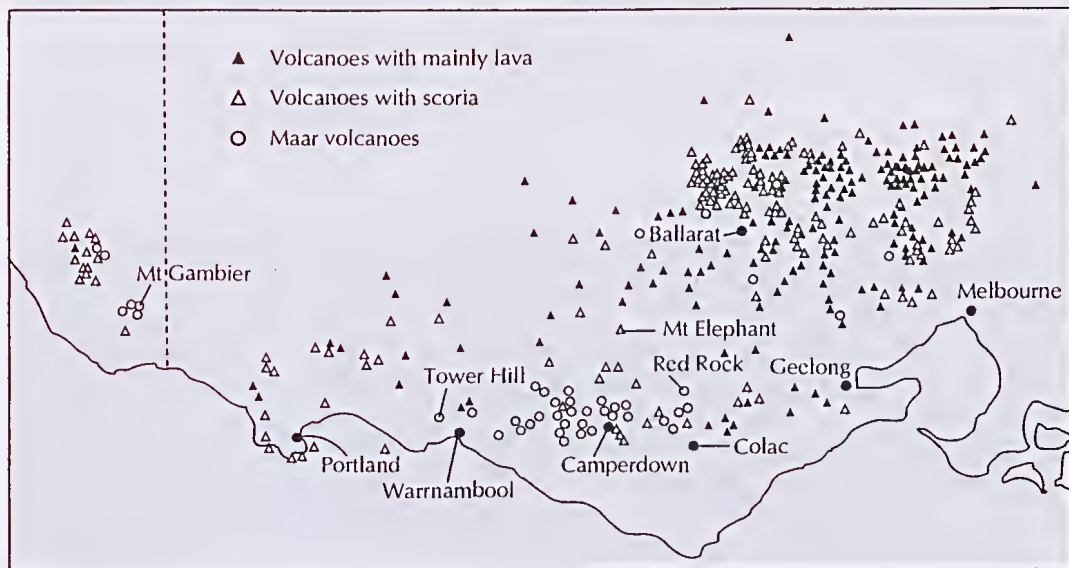 Volcanoes with mainly lava
Volcanoes with scoria
Maar volcanoes
Ballarat
Mt Gambier
Melbourne
Mt Elephant
Red Rock
Geelong
Tower Hill
Portland
Camperdown
Colac
Warrnambool